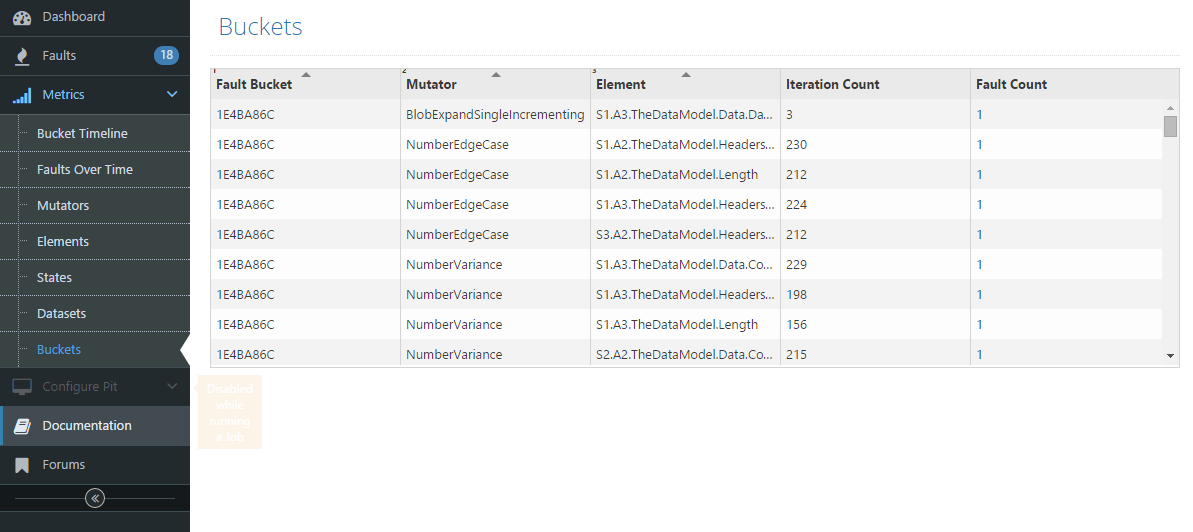 Dashboard
Faults 18
Metrics
Bucket Timeline
Faults Over Time
Mutators
Elements
States
Datasets
Buckets
Configure Pit
Disabled
while
running
a Job
Documentation
Forums
Buckets
1 2 3
Fault Bucket Mutator Element Iteration Count Fault Count
1E4BA86C BlobExpandSingleIncrementing S1.A3.TheDataModel.Data.Da... 3 1
1E4BA86C NumberEdgeCase S1.A2.TheDataModel.Headers... 230 1
1E4BA86C NumberEdgeCase S1.A2.TheDataModel.Length 212 1
1E4BA86C NumberEdgeCase S1.A3.TheDataModel.Headers... 224 1
1E4BA86C NumberEdgeCase S3.A2.TheDataModel.Headers... 212 1
1E4BA86C NumberVariance S1.A3.TheDataModel.Data.Co... 229 1
1E4BA86C NumberVariance S1.A3.TheDataModel.Headers... 198 1
1E4BA86C NumberVariance S1.A3.TheDataModel.Length 156 1
1E4BA86C NumberVariance S2.A2.TheDataModel.Data.Co... 215 1